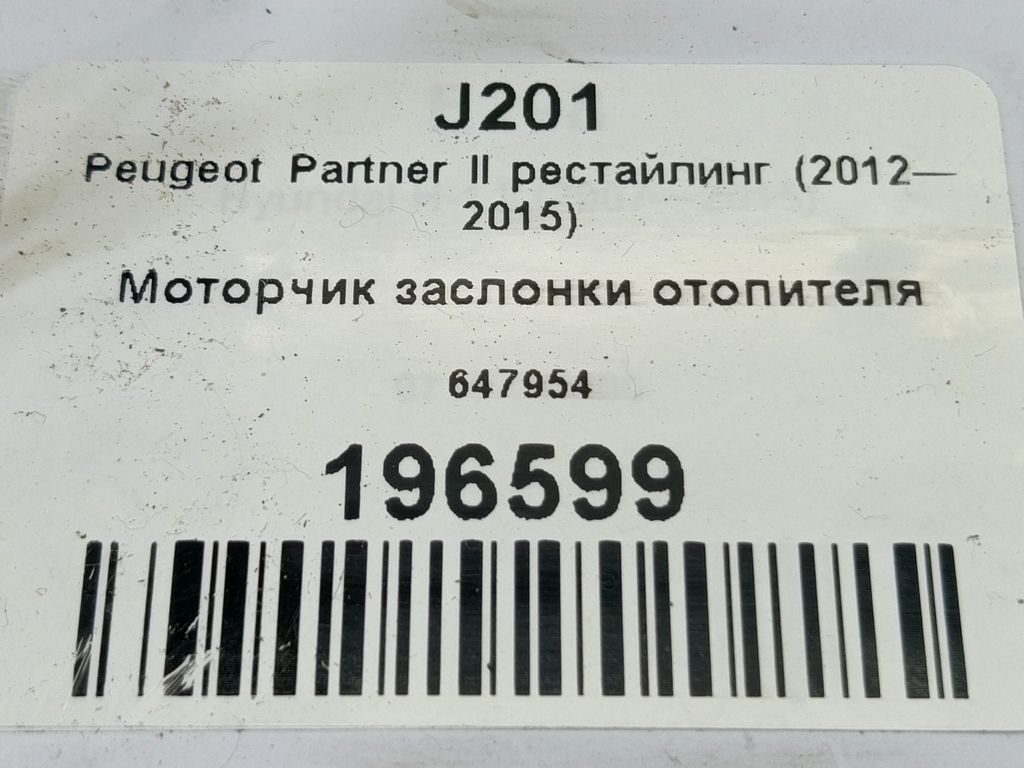 J201
Peugeot Partner II рестайлинг (2012—
2015)
Моторчик заслонки отопителя
647954
196599